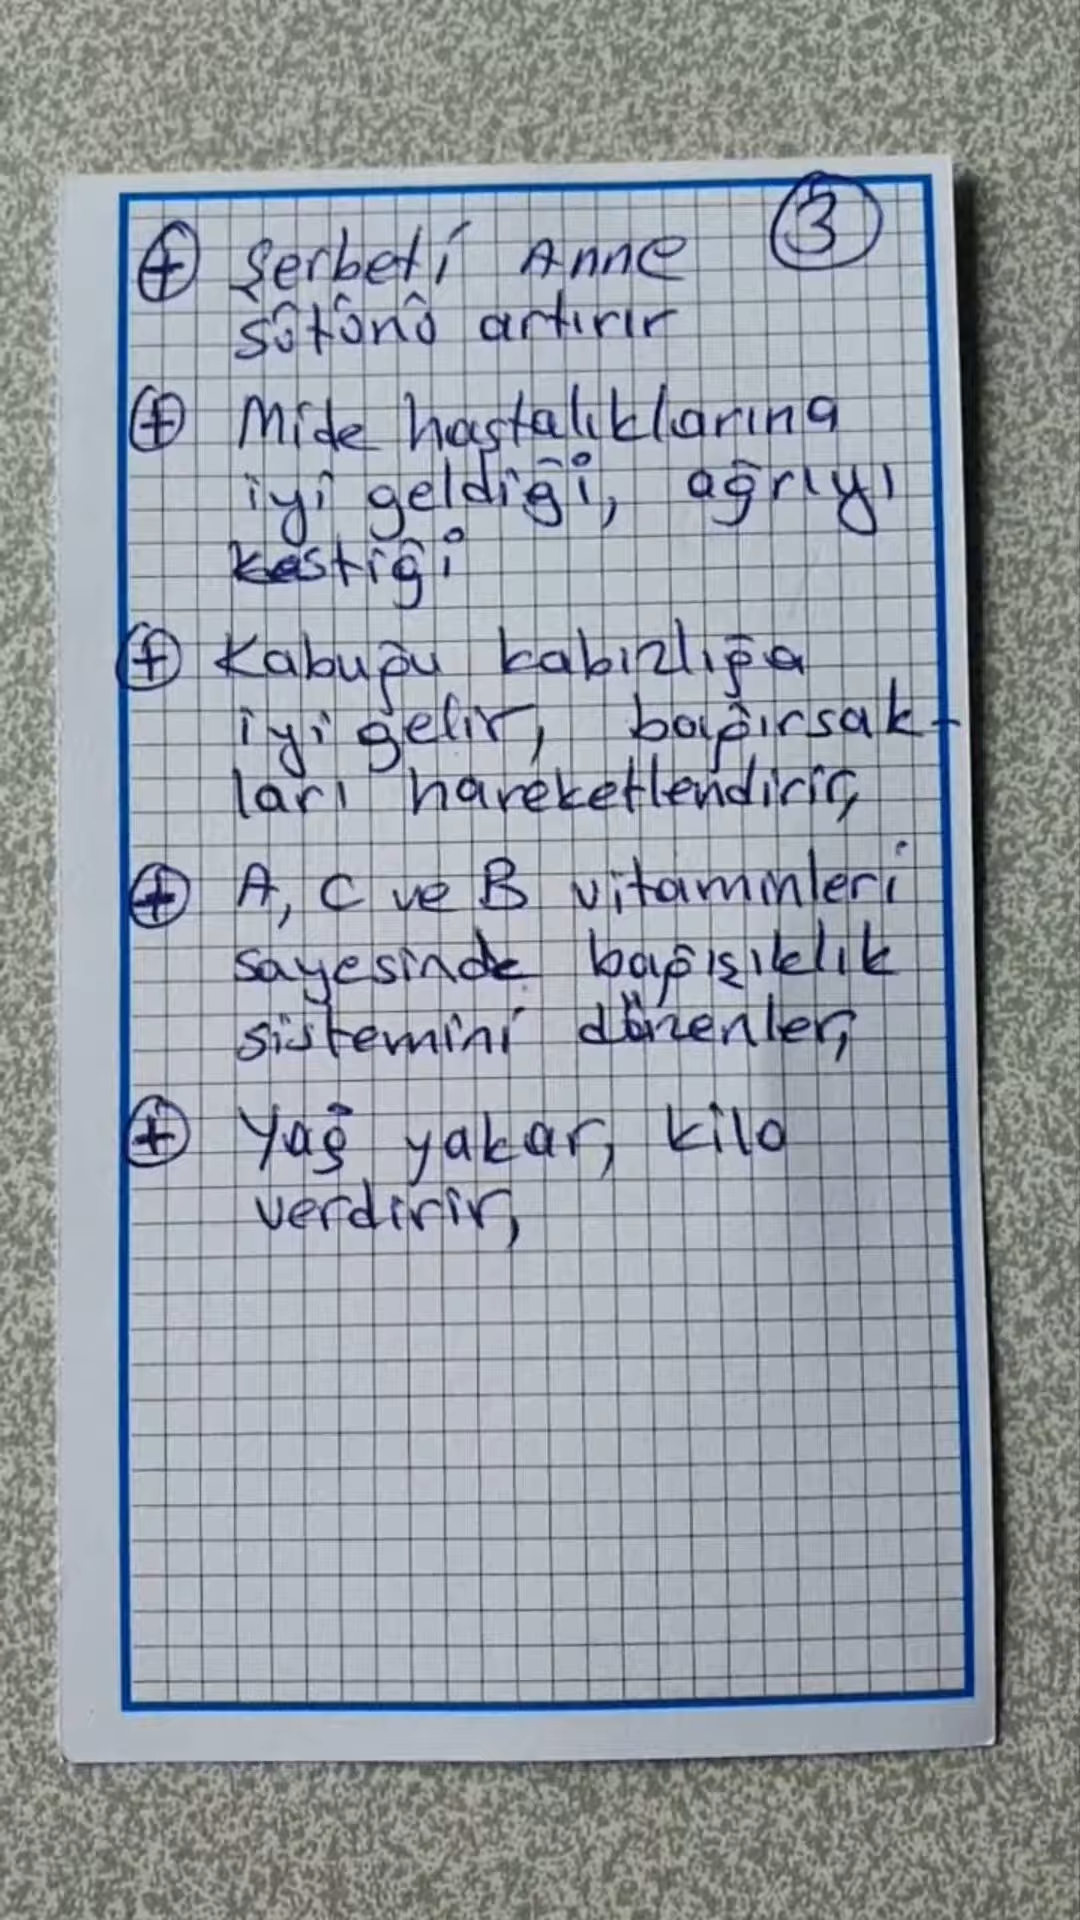 ③
⊕ Şerbeti Anne
sütünü artırır
⊕ Mide hastalıklarına
iyi geldiği, ağrıyı
kestiği
⊕ Kabuğu kabızlığa
iyi gelir, bağırsak-
ları hareketlendirir,
⊕ A, C ve B vitaminleri
sayesinde bağışıklık
sistemini düzenler,
⊕ Yağ yakar, kilo
verdirir,